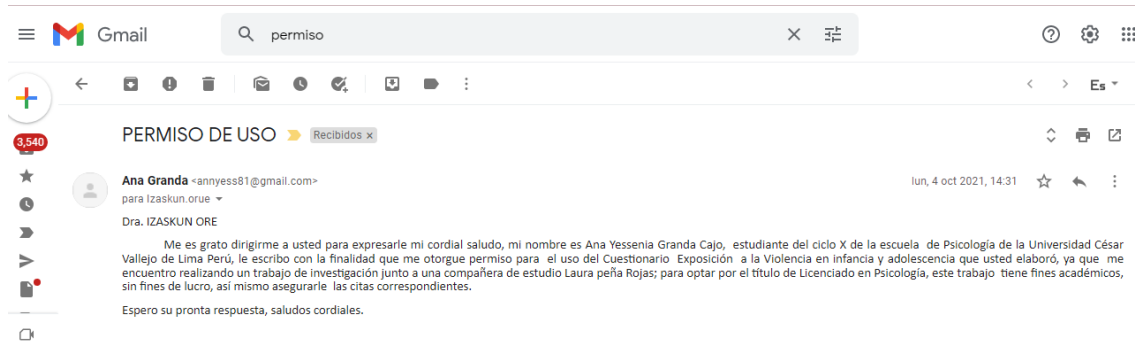 Gmail
permiso
Es
3,540
PERMISO DE USO
Recibidos x
Ana Granda <annyess81@gmail.com>
lun, 4 oct 2021, 14:31
para Izaskun.orue
Dra. IZASKUN ORE
Me es grato dirigirme a usted para expresarle mi cordial saludo, mi nombre es Ana Yessenia Granda Cajo, estudiante del ciclo X de la escuela de Psicología de la Universidad César
Vallejo de Lima Perú, le escribo con la finalidad que me otorgue permiso para el uso del Cuestionario Exposición a la Violencia en infancia y adolescencia que usted elaboró, ya que me
encuentro realizando un trabajo de investigación junto a una compañera de estudio Laura peña Rojas; para optar por el título de Licenciado en Psicología, este trabajo tiene fines académicos,
sin fines de lucro, así mismo asegurarle las citas correspondientes.
Espero su pronta respuesta, saludos cordiales.